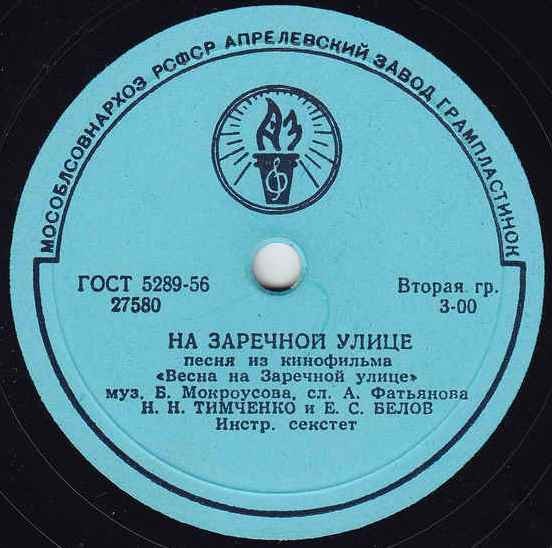 МОСОБЛСОВНАРХОЗ РСФСР АПРЕЛЕВСКИЙ ЗАВОД ГРАМПЛАСТИНОК
АЗ
ГОСТ 5289-56
27580
Вторая гр.
3-00
НА ЗАРЕЧНОЙ УЛИЦЕ
песня из кинофильма
«Весна на Заречной улице»
муз. Б. Мокроусова, сл. А. Фатьянова
Н. Н. ТИМЧЕНКО и Е. С. БЕЛОВ
Инстр. секстет